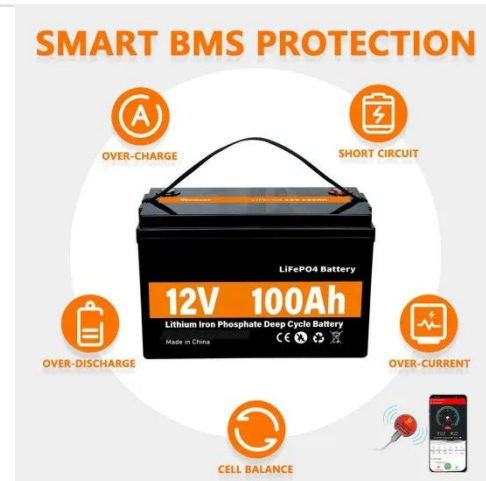 SMART BMS PROTECTION
OVER-CHARGE
SHORT CIRCUIT
LiFePO4 Battery
12V 100Ah
Lithium Iron Phosphate Deep Cycle Battery
Made in China
CE
OVER-DISCHARGE
OVER-CURRENT
CELL BALANCE